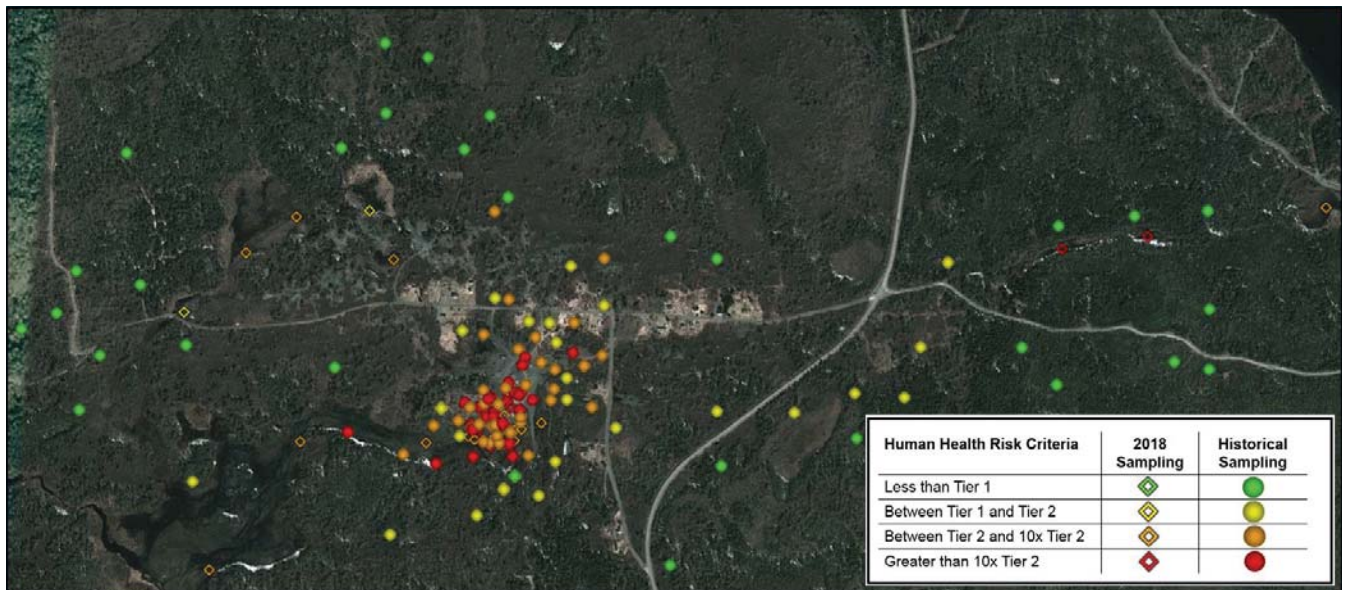 Human Health Risk Criteria 2018 Sampling Historical Sampling
Less than Tier 1
Between Tier 1 and Tier 2
Between Tier 2 and 10x Tier 2
Greater than 10x Tier 2